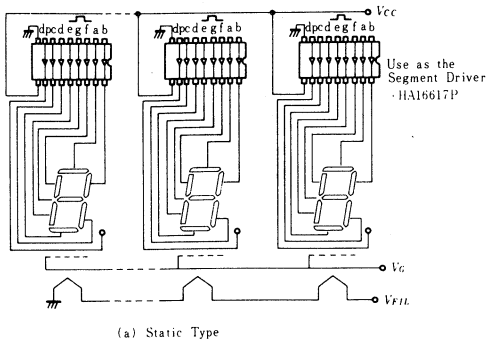 VCC
dpcdegfab
dpcdegfab
dpcdegfab
Use as the
Segment Driver
·HA16617P
VG
VFIL
(a) Static Type